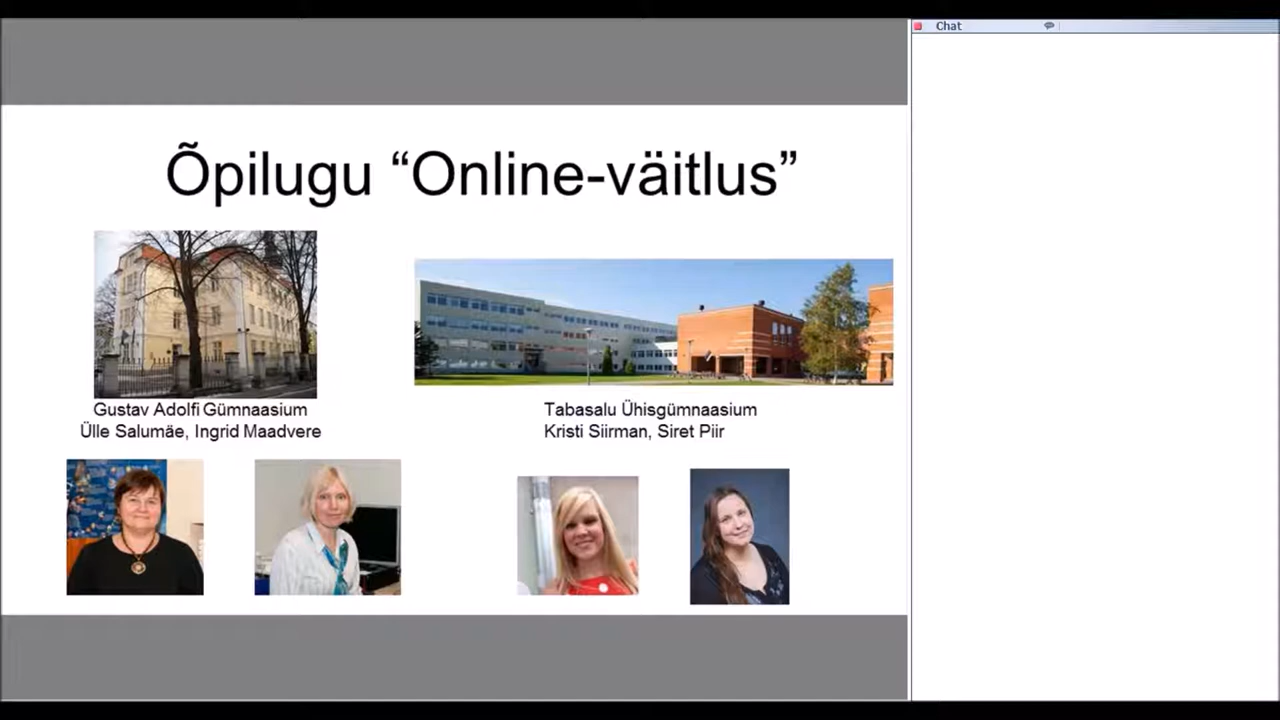 Chat
Õpilugu “Online-väitlus”
Gustav Adolfi Gümnaasium
Ülle Salumäe, Ingrid Maadvere
Tabasalu Ühisgümnaasium
Kristi Siirman, Siret Piir